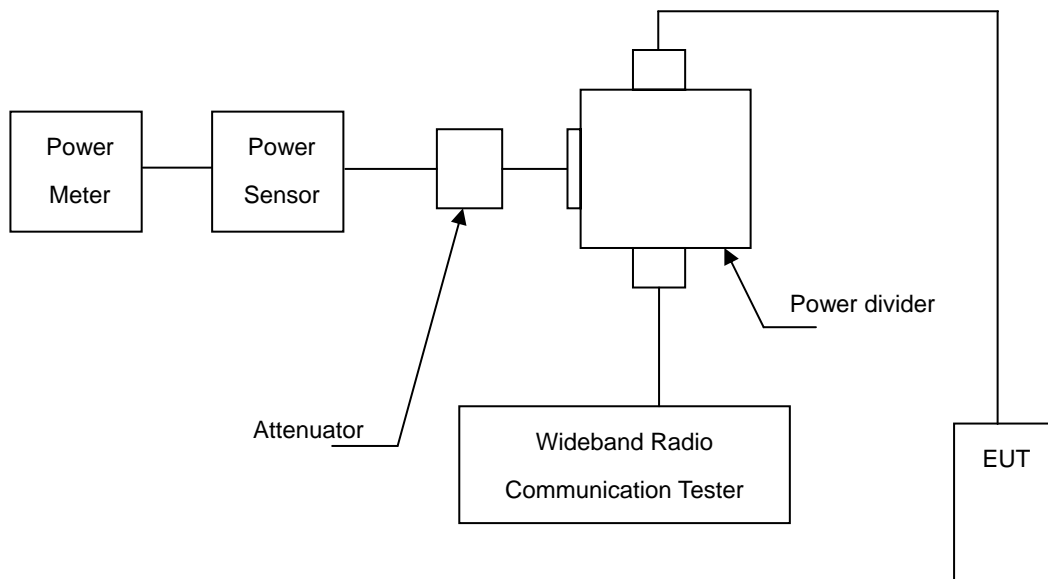 Power
Meter
Power
Sensor
Power divider
Attenuator
Wideband Radio
Communication Tester
EUT